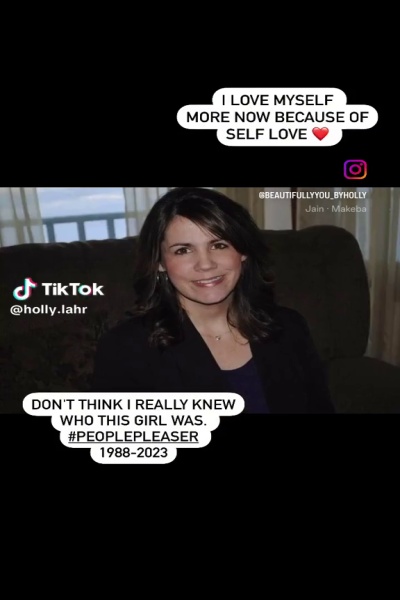 I LOVE MYSELF
MORE NOW BECAUSE OF
SELF LOVE ❤️
@BEAUTIFULLYYOU_BYHOLLY
Jain · Makeba
TikTok
@holly.lahr
DON'T THINK I REALLY KNEW
WHO THIS GIRL WAS.
#PEOPLEPLEASER
1988-2023